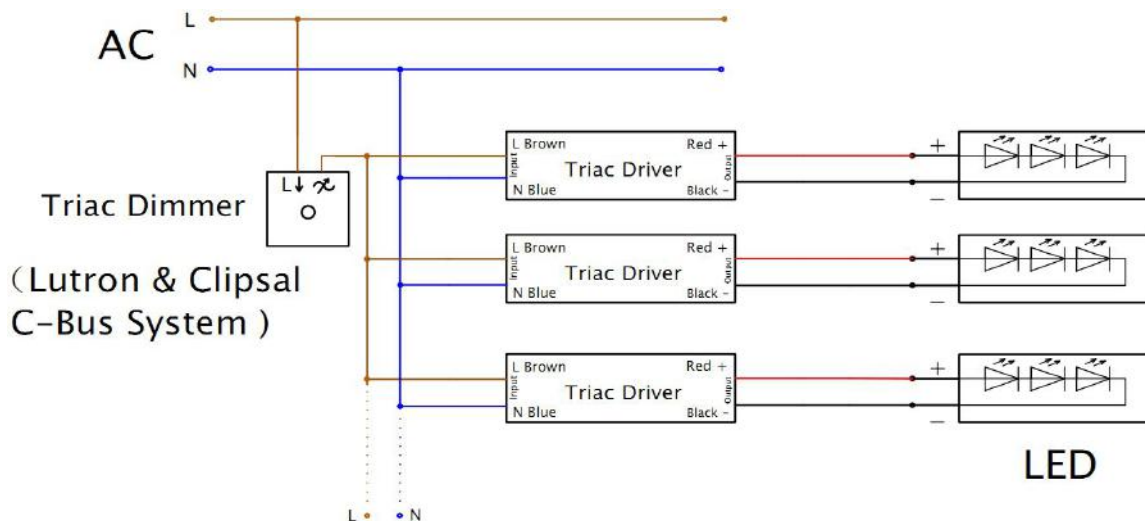 L
AC
N
L Brown
Red +
Input
Triac Driver
Output
N Blue
Black -
+
−
L
Triac Dimmer
(Lutron & Clipsal
C-Bus System )
L Brown
Red +
Input
Triac Driver
Output
N Blue
Black -
+
−
L Brown
Red +
Input
Triac Driver
Output
N Blue
Black -
+
−
LED
L
N